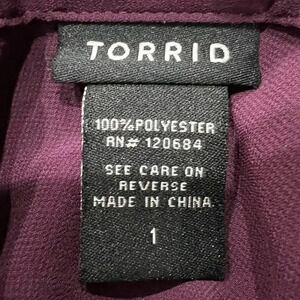 TORRID
100% POLYESTER
RN# 120684
SEE CARE ON
REVERSE
MADE IN CHINA.
1